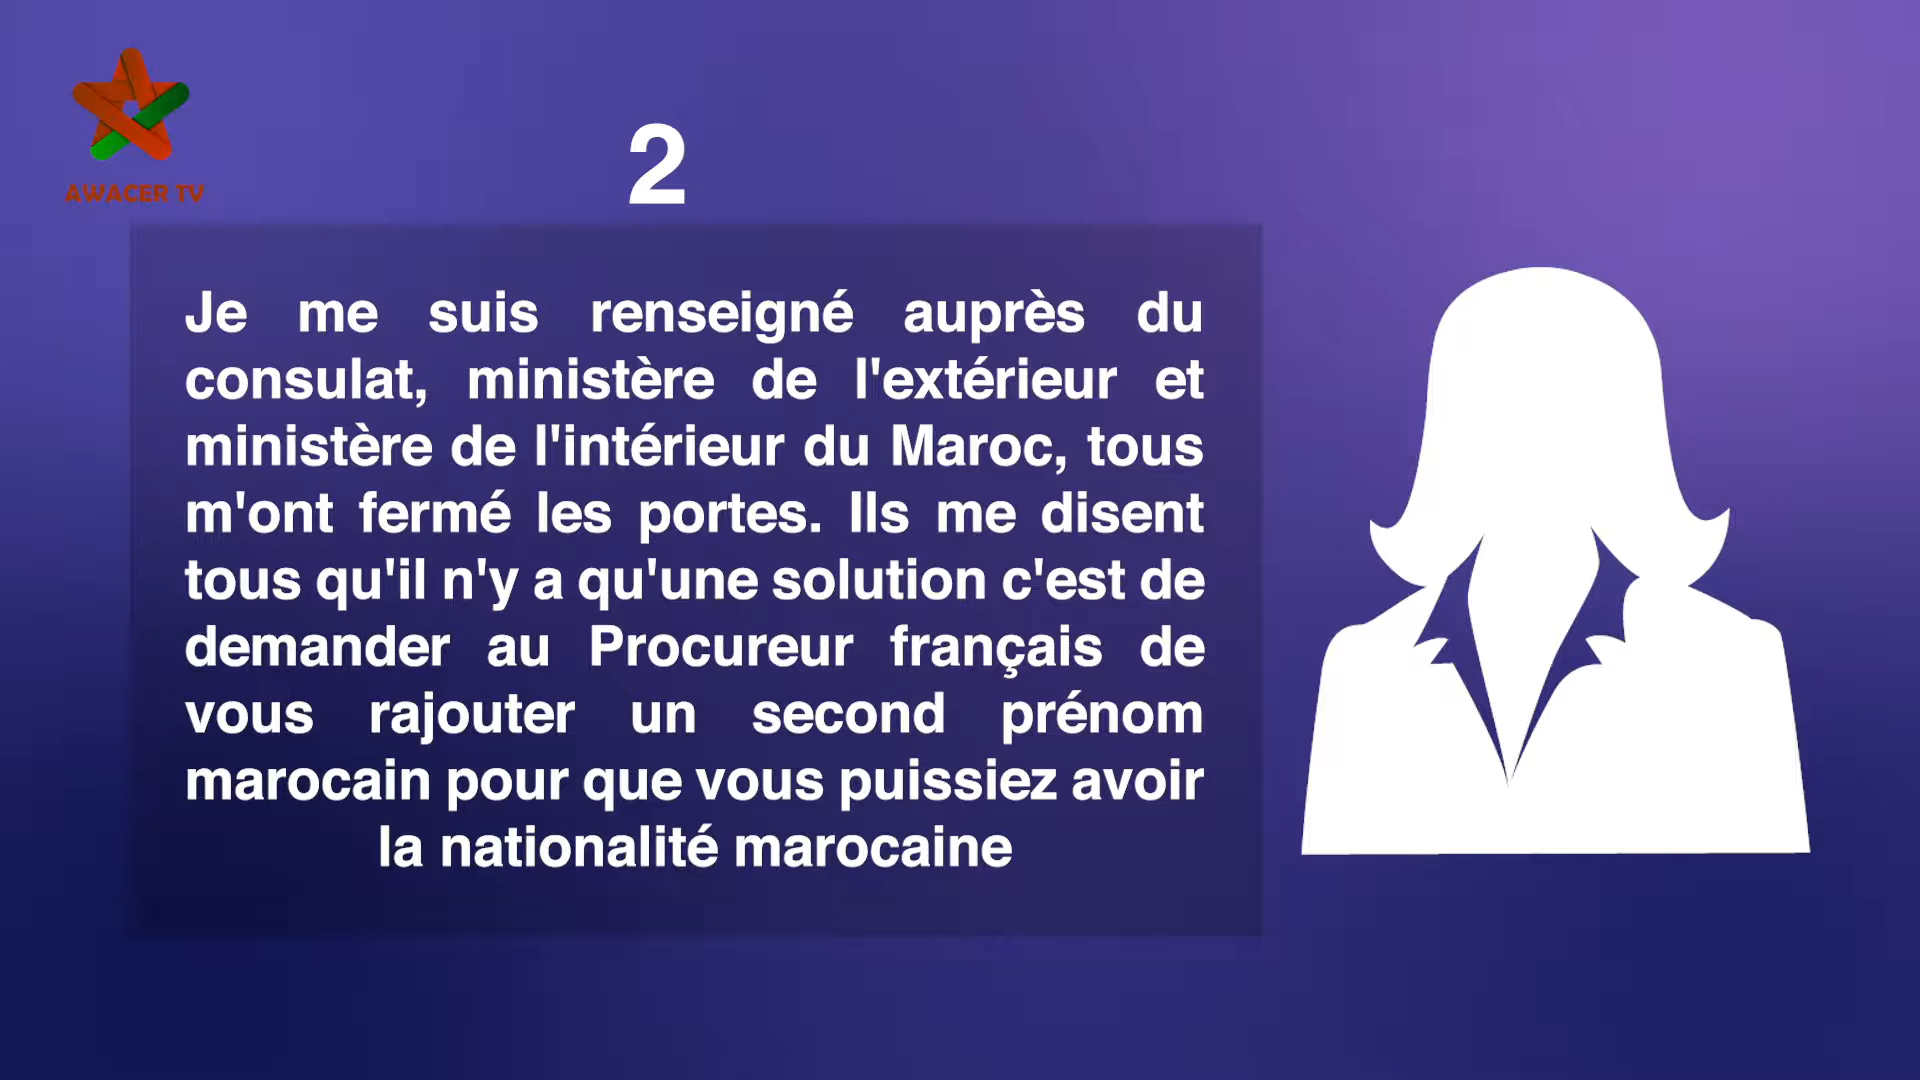 AWACER TV
2
Je me suis renseigné auprès du
consulat, ministère de l'extérieur et
ministère de l'intérieur du Maroc, tous
m'ont fermé les portes. Ils me disent
tous qu'il n'y a qu'une solution c'est de
demander au Procureur français de
vous rajouter un second prénom
marocain pour que vous puissiez avoir
la nationalité marocaine